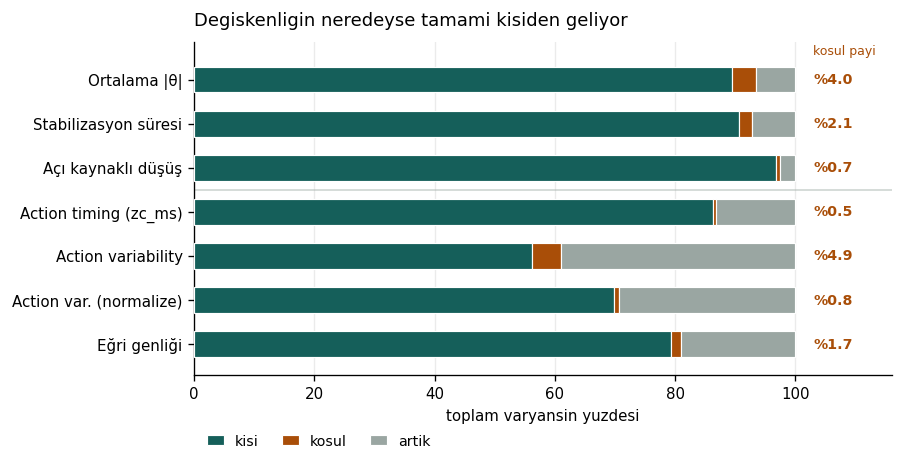 Degiskenligin neredeyse tamami kisiden geliyor
kosul payi
Ortalama |θ| %4.0
Stabilizasyon süresi %2.1
Açı kaynaklı düşüş %0.7
Action timing (zc_ms) %0.5
Action variability %4.9
Action var. (normalize) %0.8
Eğri genliği %1.7
0 20 40 60 80 100
toplam varyansin yuzdesi
kisi kosul artik